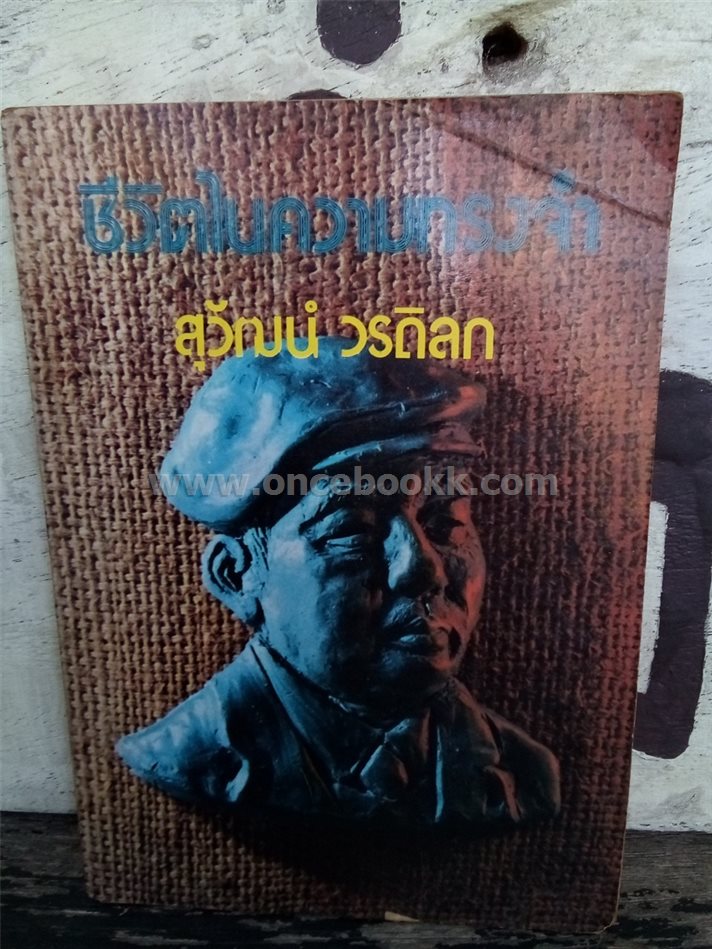 ชีวิตในความทรงจำ
สุวัฒน์ วรดิลก
www.oncebookk.com